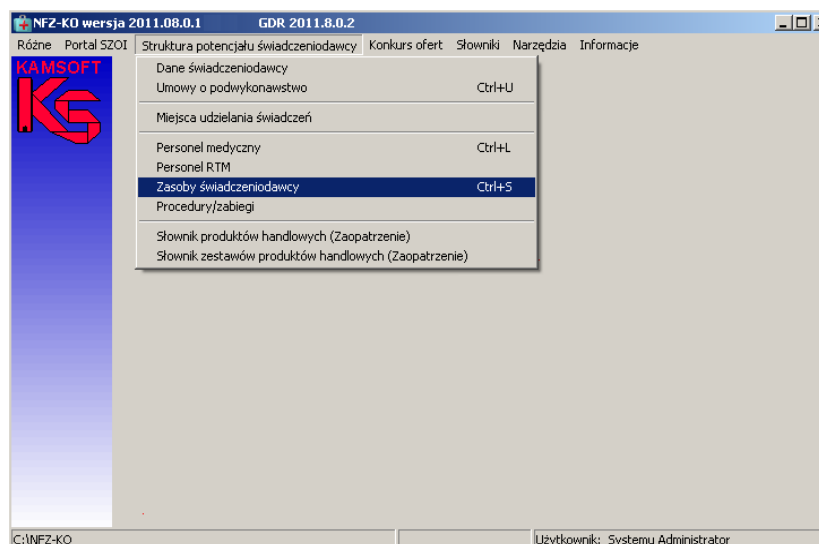 NFZ-KO wersja 2011.08.0.1 GDR 2011.8.0.2
Różne Portal SZOI Struktura potencjału świadczeniodawcy Konkurs ofert Słowniki Narzędzia Informacje
KAMSOFT
Dane świadczeniodawcy
Umowy o podwykonawstwo Ctrl+U
Miejsca udzielania świadczeń
Personel medyczny Ctrl+L
Personel RTM
Zasoby świadczeniodawcy Ctrl+S
Procedury/zabiegi
Słownik produktów handlowych (Zaopatrzenie)
Słownik zestawów produktów handlowych (Zaopatrzenie)
C:\NFZ-KO Użytkownik: Systemu Administrator